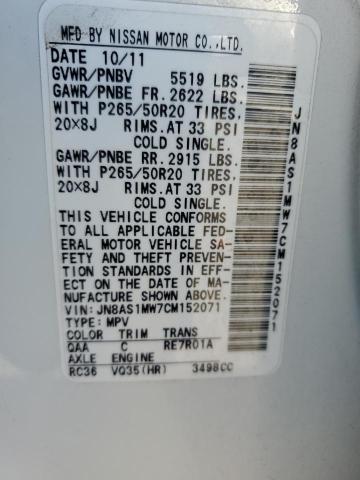 MFD BY NISSAN MOTOR CO.,LTD.
DATE 10/11
GVWR/PNBV 5519 LBS.
GAWR/PNBE FR. 2622 LBS.
WITH P265/50R20 TIRES,
20×8J RIMS.AT 33 PSI
COLD SINGLE.
GAWR/PNBE RR. 2915 LBS.
WITH P265/50R20 TIRES,
20×8J RIMS.AT 33 PSI
COLD SINGLE.
THIS VEHICLE CONFORMS
TO ALL APPLICABLE FED-
ERAL MOTOR VEHICLE SA-
FETY AND THEFT PREVEN-
TION STANDARDS IN EFF-
ECT ON THE DATE OF MA-
NUFACTURE SHOWN ABOVE.
VIN: JN8AS1MW7CM152071
TYPE: MPV
COLOR TRIM TRANS
QAA C RE7R01A
AXLE ENGINE
RC36 VQ35(HR) 3498CC
JN8AS1MW7CM152071